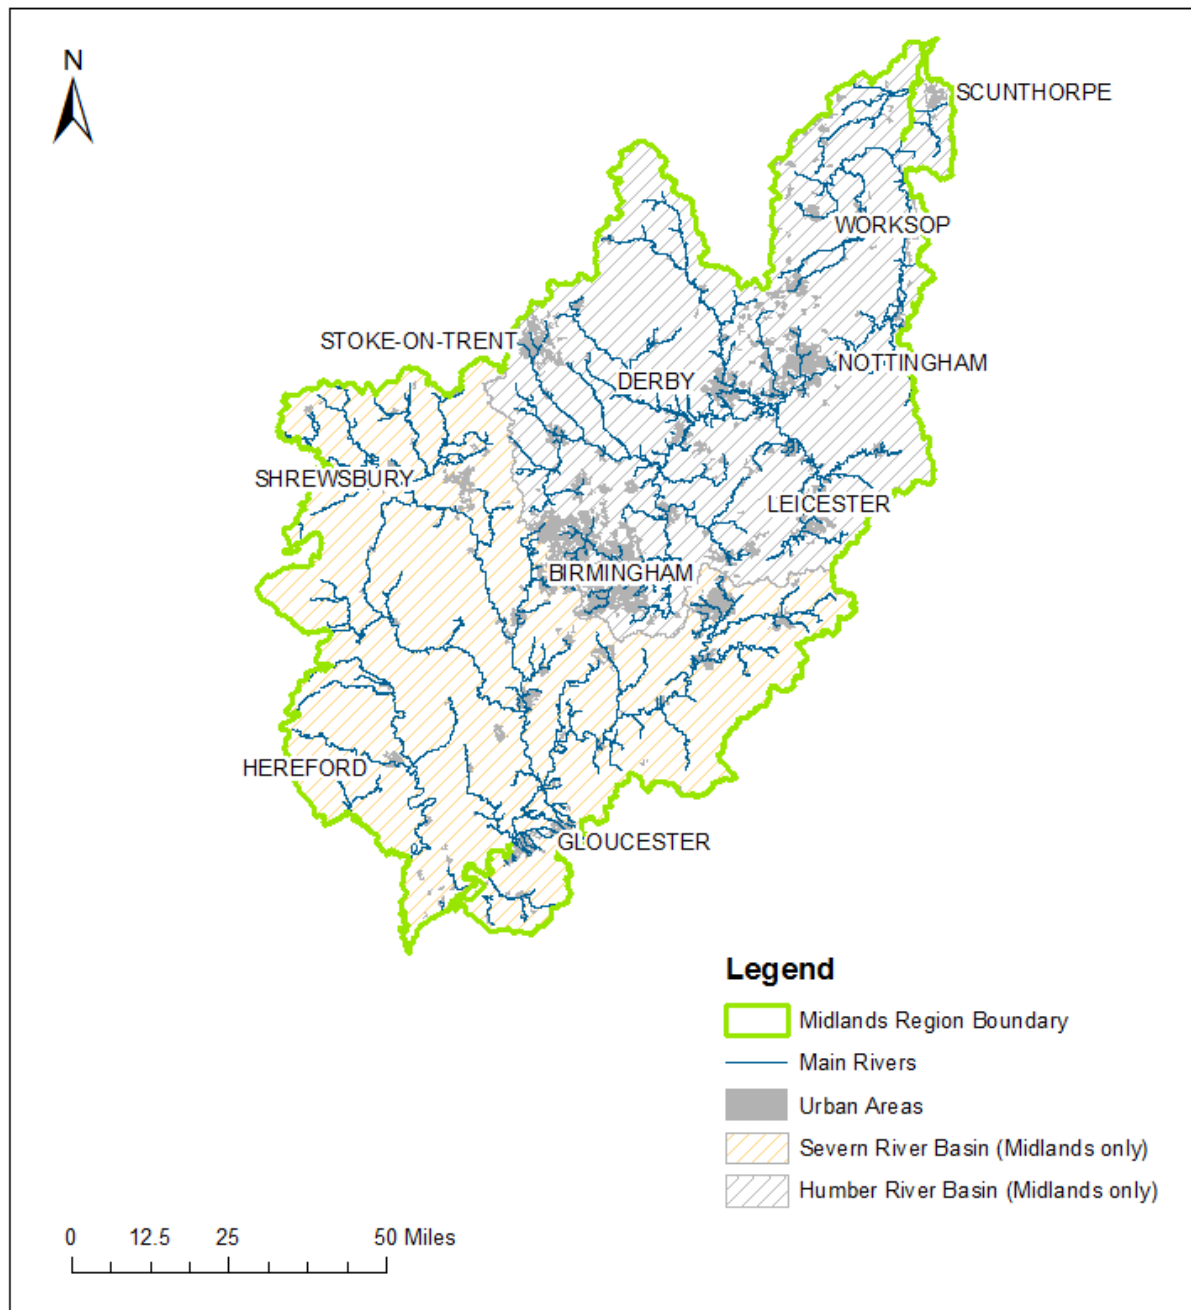 N
SCUNTHORPE
WORKSOP
STOKE-ON-TRENT
NOTTINGHAM
DERBY
SHREWSBURY
LEICESTER
BIRMINGHAM
HEREFORD
GLOUCESTER
Legend
Midlands Region Boundary
Main Rivers
Urban Areas
Severn River Basin (Midlands only)
Humber River Basin (Midlands only)
0 12.5 25 50 Miles